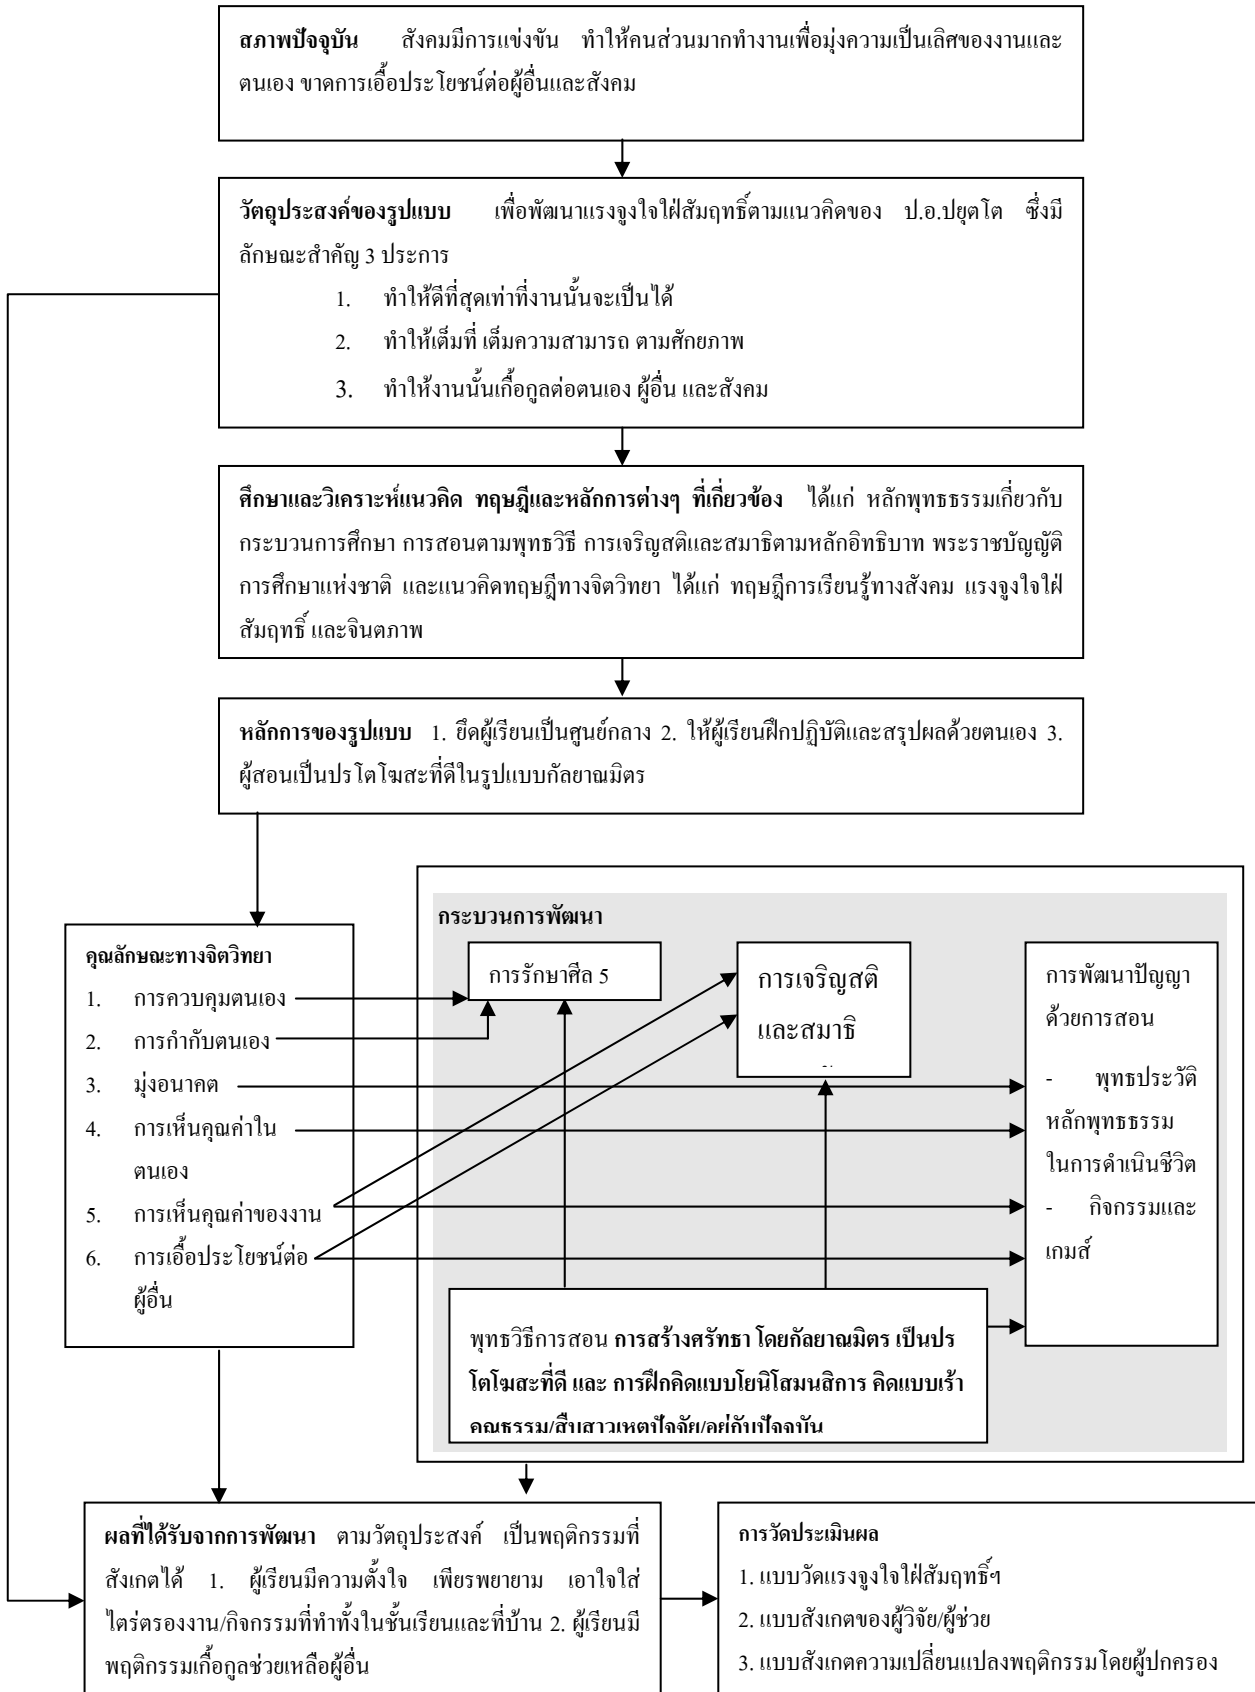 สภาพปัจจุบัน สังคมมีการแข่งขัน ทำให้คนส่วนมากทำงานเพื่อมุ่งความเป็นเลิศของงานและ
ตนเอง ขาดการเอื้อประโยชน์ต่อผู้อื่นและสังคม
วัตถุประสงค์ของรูปแบบ เพื่อพัฒนาแรงจูงใจใฝ่สัมฤทธิ์ตามแนวคิดของ ป.อ.ปยุตโต ซึ่งมี
ลักษณะสำคัญ 3 ประการ
1. ทำให้ดีที่สุดเท่าที่งานนั้นจะเป็นได้
2. ทำให้เต็มที่ เต็มความสามารถ ตามศักยภาพ
3. ทำให้งานนั้นเกื้อกูลต่อตนเอง ผู้อื่น และสังคม
ศึกษาและวิเคราะห์แนวคิด ทฤษฎีและหลักการต่างๆ ที่เกี่ยวข้อง ได้แก่ หลักพุทธธรรมเกี่ยวกับ
กระบวนการศึกษา การสอนตามพุทธวิธี การเจริญสติและสมาธิตามหลักอิทธิบาท พระราชบัญญัติ
การศึกษาแห่งชาติ และแนวคิดทฤษฎีทางจิตวิทยา ได้แก่ ทฤษฎีการเรียนรู้ทางสังคม แรงจูงใจใฝ่
สัมฤทธิ์ และจินตภาพ
หลักการของรูปแบบ 1. ยึดผู้เรียนเป็นศูนย์กลาง 2. ให้ผู้เรียนฝึกปฏิบัติและสรุปผลด้วยตนเอง 3.
ผู้สอนเป็นปรโตโฆสะที่ดีในรูปแบบกัลยาณมิตร
คุณลักษณะทางจิตวิทยา
1. การควบคุมตนเอง
2. การกำกับตนเอง
3. มุ่งอนาคต
4. การเห็นคุณค่าใน
ตนเอง
5. การเห็นคุณค่าของงาน
6. การเอื้อประโยชน์ต่อ
ผู้อื่น
กระบวนการพัฒนา
การรักษาศีล 5
การเจริญสติ
และสมาธิ
การพัฒนาปัญญา
ด้วยการสอน
- พุทธประวัติ
หลักพุทธธรรม
ในการดำเนินชีวิต
- กิจกรรมและ
เกมส์
พุทธวิธีการสอน การสร้างศรัทธา โดยกัลยาณมิตร เป็นปร
โตโฆสะที่ดี และ การฝึกคิดแบบโยนิโสมนสิการ คิดแบบเร้า
คุณธรรม/สืบสาวเหตุปัจจัย/อยู่กับปัจจุบัน
ผลที่ได้รับจากการพัฒนา ตามวัตถุประสงค์ เป็นพฤติกรรมที่
สังเกตได้ 1. ผู้เรียนมีความตั้งใจ เพียรพยายาม เอาใจใส่
ไตร่ตรองงาน/กิจกรรมที่ทำทั้งในชั้นเรียนและที่บ้าน 2. ผู้เรียนมี
พฤติกรรมเกื้อกูลช่วยเหลือผู้อื่น
การวัดประเมินผล
1. แบบวัดแรงจูงใจใฝ่สัมฤทธิ์ฯ
2. แบบสังเกตของผู้วิจัย/ผู้ช่วย
3. แบบสังเกตความเปลี่ยนแปลงพฤติกรรมโดยผู้ปกครอง